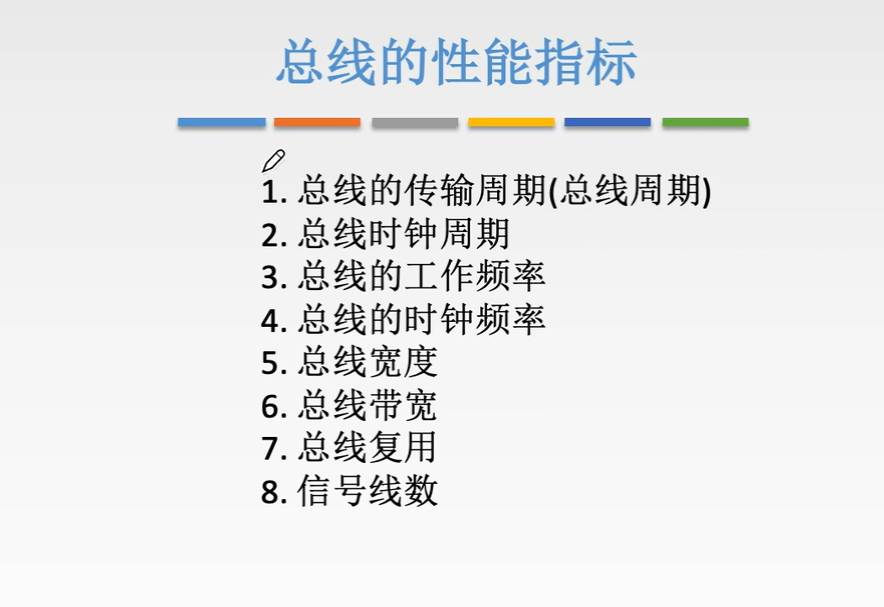 总线的性能指标
1. 总线的传输周期(总线周期)
2. 总线时钟周期
3. 总线的工作频率
4. 总线的时钟频率
5. 总线宽度
6. 总线带宽
7. 总线复用
8. 信号线数